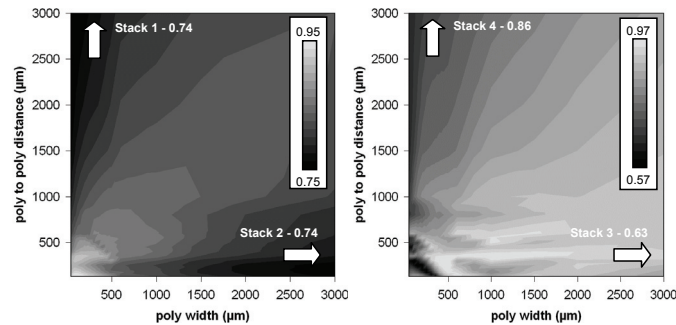 3000
2500
2000
1500
1000
500
poly to poly distance (µm)
Stack 1 - 0.74
0.95
0.75
Stack 2 - 0.74
500 1000 1500 2000 2500 3000
poly width (µm)
3000
2500
2000
1500
1000
500
poly to poly distance (µm)
Stack 4 - 0.86
0.97
0.57
Stack 3 - 0.63
500 1000 1500 2000 2500 3000
poly width (µm)